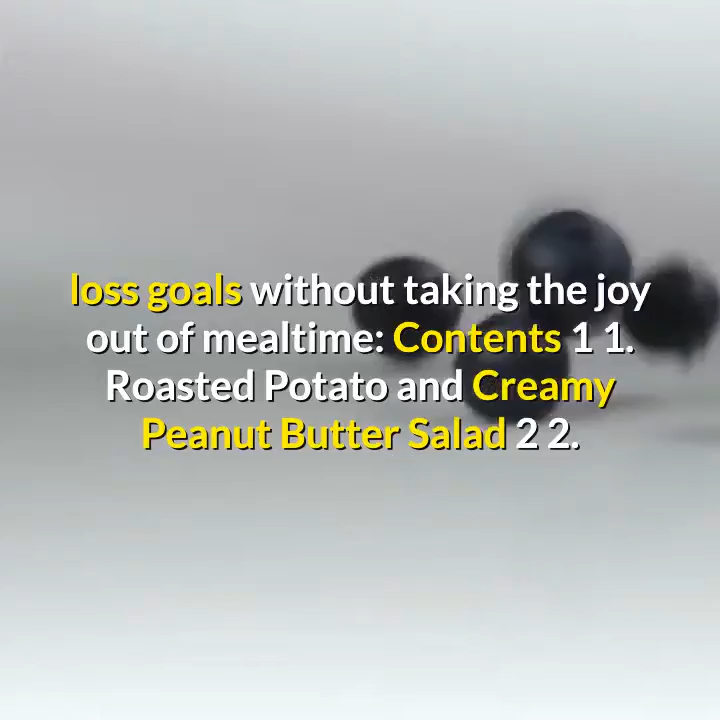 loss goals without taking the joy
out of mealtime: Contents 1 1.
Roasted Potato and Creamy
Peanut Butter Salad 2 2.